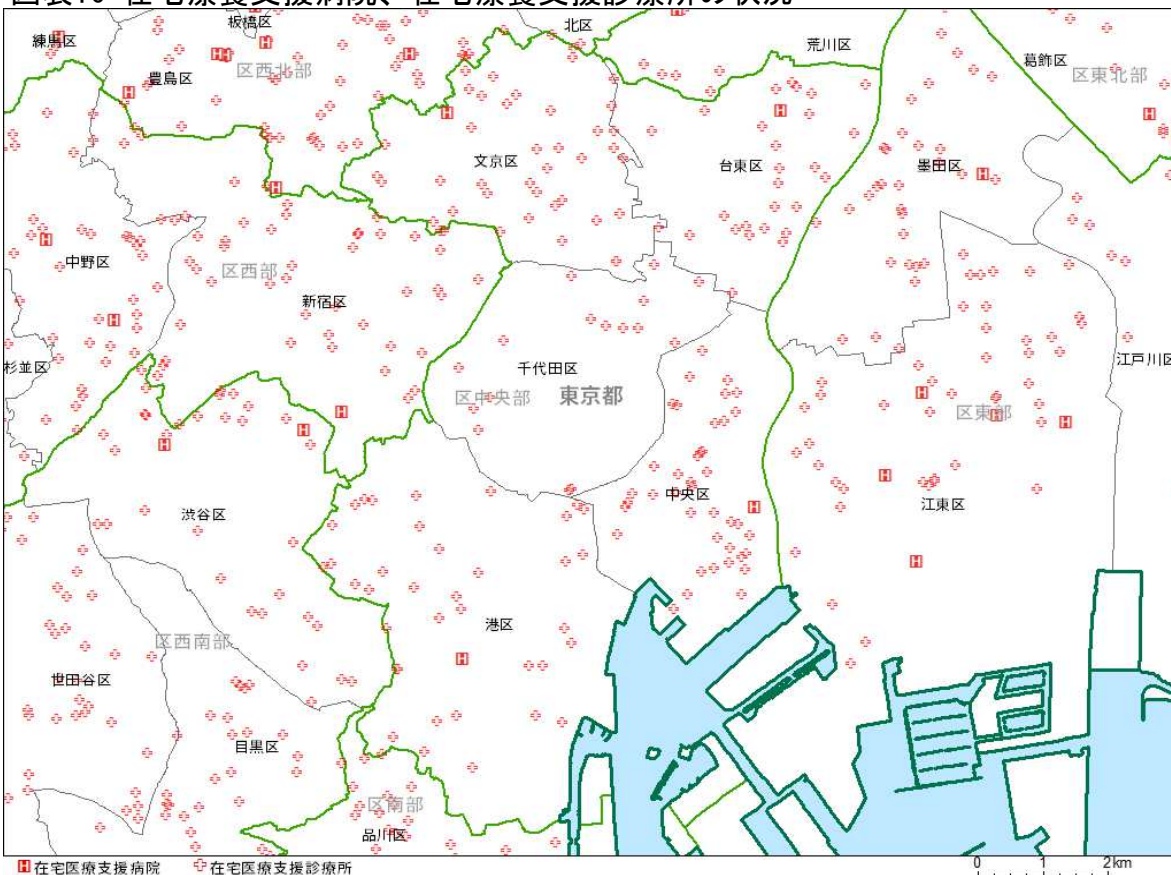 図表16 在宅療養支援病院、在宅療養支援診療所の状況
板橋区
北区
練馬区
荒川区
葛飾区
豊島区
区西北部
区東北部
文京区
台東区
墨田区
中野区
区西部
新宿区
杉並区
千代田区
江戸川区
区中央部
東京都
区東部
中央区
江東区
渋谷区
港区
区西南部
世田谷区
目黒区
区南部
品川区
H 在宅医療支援病院
在宅医療支援診療所
0 1 2km